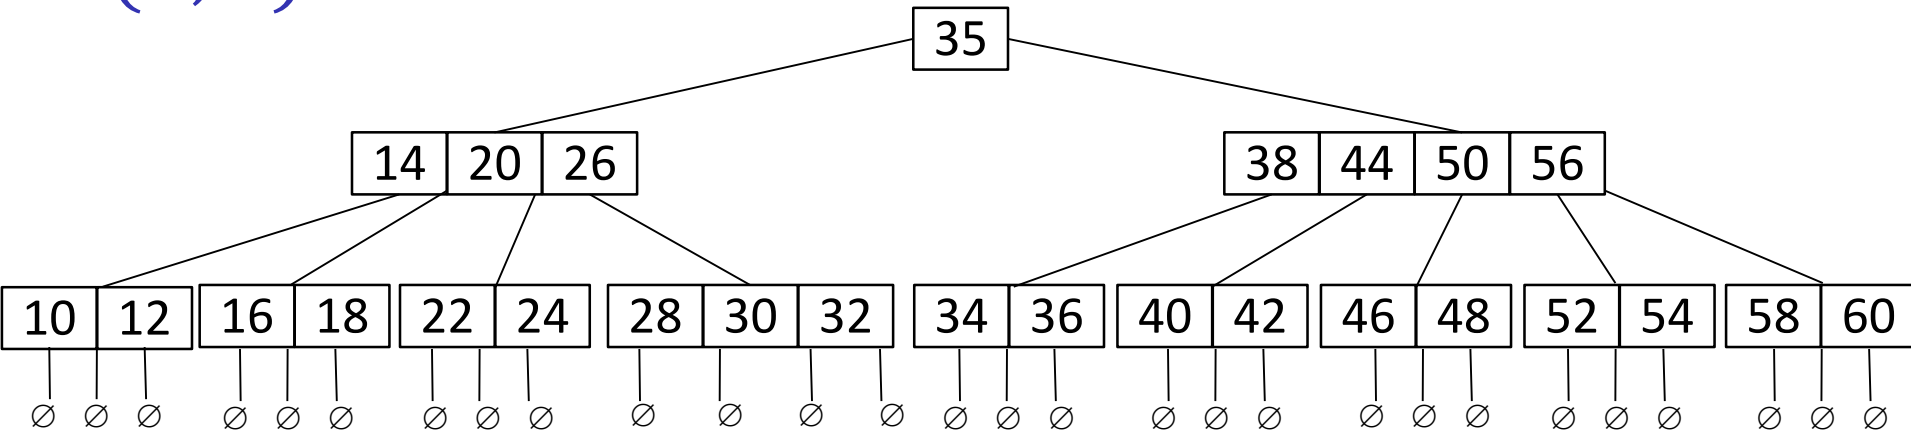 35
14 20 26 38 44 50 56
10 12 16 18 22 24 28 30 32 34 36 40 42 46 48 52 54 58 60
∅ ∅ ∅ ∅ ∅ ∅ ∅ ∅ ∅ ∅ ∅ ∅ ∅ ∅ ∅ ∅ ∅ ∅ ∅ ∅ ∅ ∅ ∅ ∅ ∅ ∅ ∅ ∅